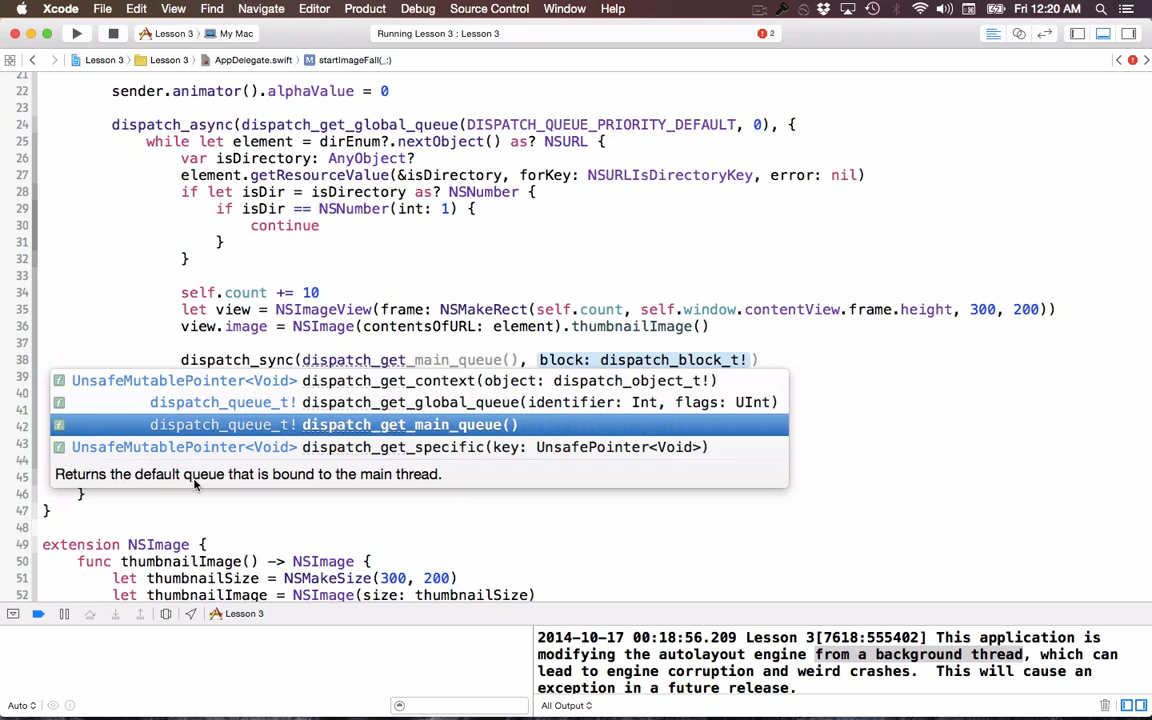 Xcode File Edit View Find Navigate Editor Product Debug Source Control Window Help Fri 12:20 AM
Lesson 3 My Mac Running Lesson 3 : Lesson 3 2
Lesson 3 Lesson 3 AppDelegate.swift M startImageFall(_:)
21
22 sender.animator().alphaValue = 0
23
24 dispatch_async(dispatch_get_global_queue(DISPATCH_QUEUE_PRIORITY_DEFAULT, 0), {
25 while let element = dirEnum?.nextObject() as? NSURL {
26 var isDirectory: AnyObject?
27 element.getResourceValue(&isDirectory, forKey: NSURLIsDirectoryKey, error: nil)
28 if let isDir = isDirectory as? NSNumber {
29 if isDir == NSNumber(int: 1) {
30 continue
31 }
32 }
33
34 self.count += 10
35 let view = NSImageView(frame: NSMakeRect(self.count, self.window.contentView.frame.height, 300, 200))
36 view.image = NSImage(contentsOfURL: element).thumbnailImage()
37
38 dispatch_sync(dispatch_get_main_queue(), block: dispatch_block_t!)
39 f UnsafeMutablePointer<Void> dispatch_get_context(object: dispatch_object_t!)
40 f dispatch_queue_t! dispatch_get_global_queue(identifier: Int, flags: UInt)
41
42 f dispatch_queue_t! dispatch_get_main_queue()
43 f UnsafeMutablePointer<Void> dispatch_get_specific(key: UnsafePointer<Void>)
44
45 Returns the default queue that is bound to the main thread.
46 }
47 }
48
49 extension NSImage {
50 func thumbnailImage() -> NSImage {
51 let thumbnailSize = NSMakeSize(300, 200)
52 let thumbnailImage = NSImage(size: thumbnailSize)
Lesson 3
2014-10-17 00:18:56.209 Lesson 3[7618:555402] This application is
modifying the autolayout engine from a background thread, which can
lead to engine corruption and weird crashes. This will cause an
exception in a future release.
Auto All Output